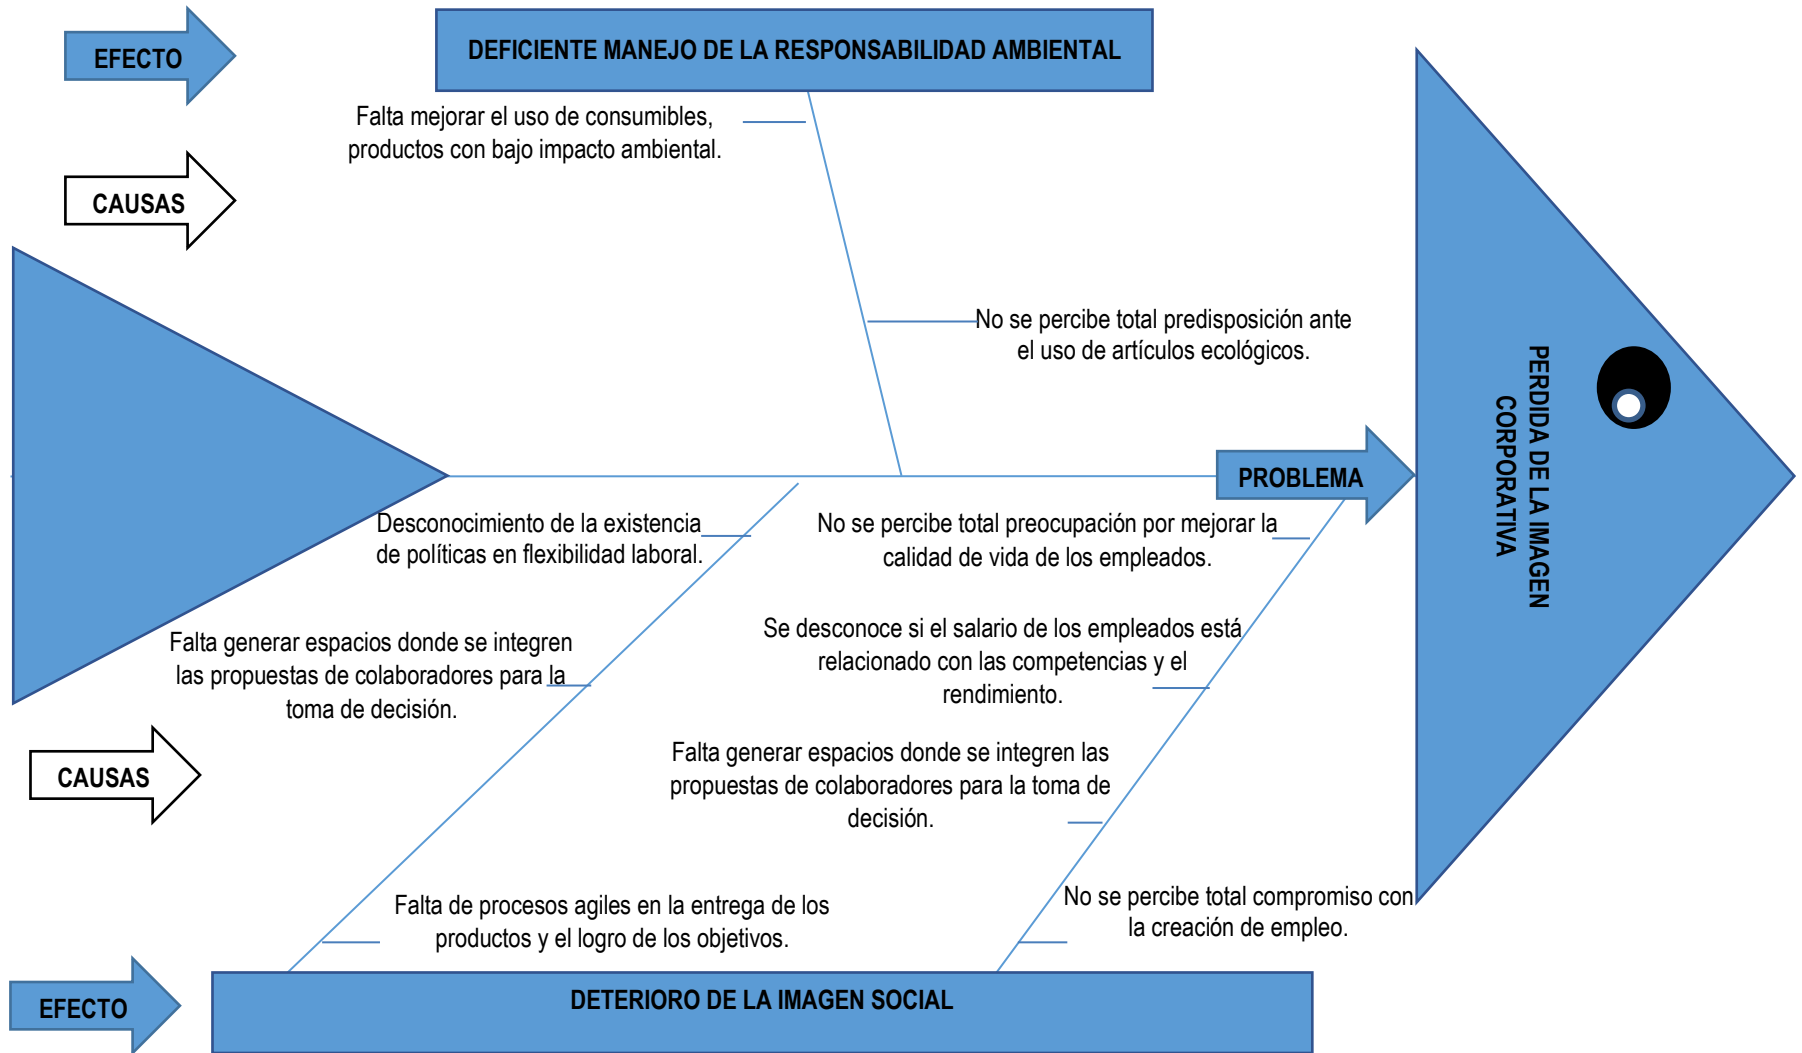 EFECTO
DEFICIENTE MANEJO DE LA RESPONSABILIDAD AMBIENTAL
Falta mejorar el uso de consumibles,
productos con bajo impacto ambiental.
CAUSAS
No se percibe total predisposición ante
el uso de artículos ecológicos.
PROBLEMA
PERDIDA DE LA IMAGEN
CORPORATIVA
Desconocimiento de la existencia
de políticas en flexibilidad laboral.
No se percibe total preocupación por mejorar la
calidad de vida de los empleados.
Falta generar espacios donde se integren
las propuestas de colaboradores para la
toma de decisión.
Se desconoce si el salario de los empleados está
relacionado con las competencias y el
rendimiento.
CAUSAS
Falta generar espacios donde se integren las
propuestas de colaboradores para la toma de
decisión.
Falta de procesos agiles en la entrega de los
productos y el logro de los objetivos.
No se percibe total compromiso con
la creación de empleo.
EFECTO
DETERIORO DE LA IMAGEN SOCIAL